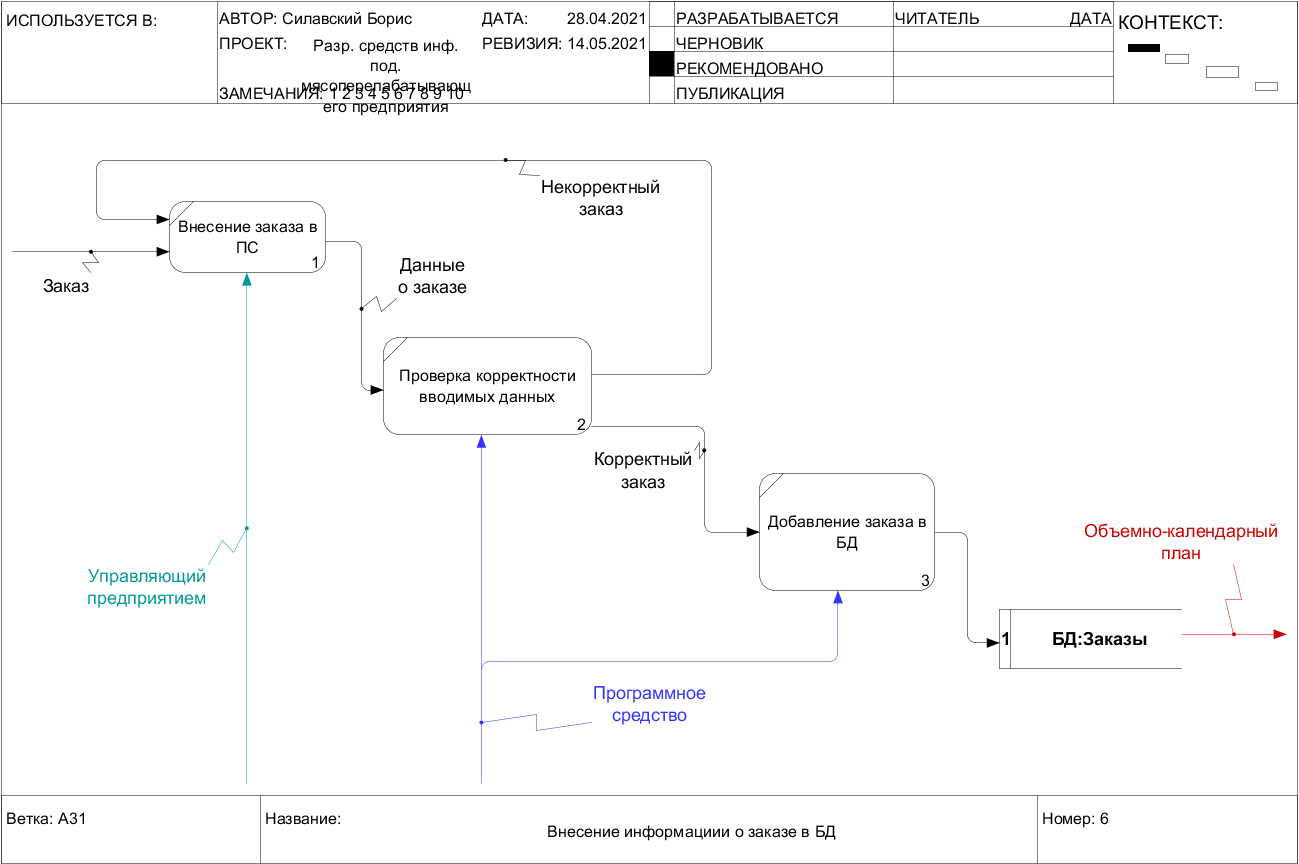 ИСПОЛЬЗУЕТСЯ В:
АВТОР: Силавский Борис
ДАТА: 28.04.2021
ПРОЕКТ:
Разр. средств инф.
под.
мясоперелабатывающ
его предприятия
РЕВИЗИЯ: 14.05.2021
ЗАМЕЧАНИЯ: 1 2 3 4 5 6 7 8 9 10
РАЗРАБАТЫВАЕТСЯ
ЧЕРНОВИК
РЕКОМЕНДОВАНО
ПУБЛИКАЦИЯ
ЧИТАТЕЛЬ ДАТА
КОНТЕКСТ:
Некорректный
заказ
Внесение заказа в
ПС
1
Заказ
Данные
о заказе
Проверка корректности
вводимых данных
2
Корректный
заказ
Добавление заказа в
БД
3
Объемно-календарный
план
Управляющий
предприятием
1
БД:Заказы
Программное
средство
Ветка: A31
Название:
Внесение информациии о заказе в БД
Номер: 6